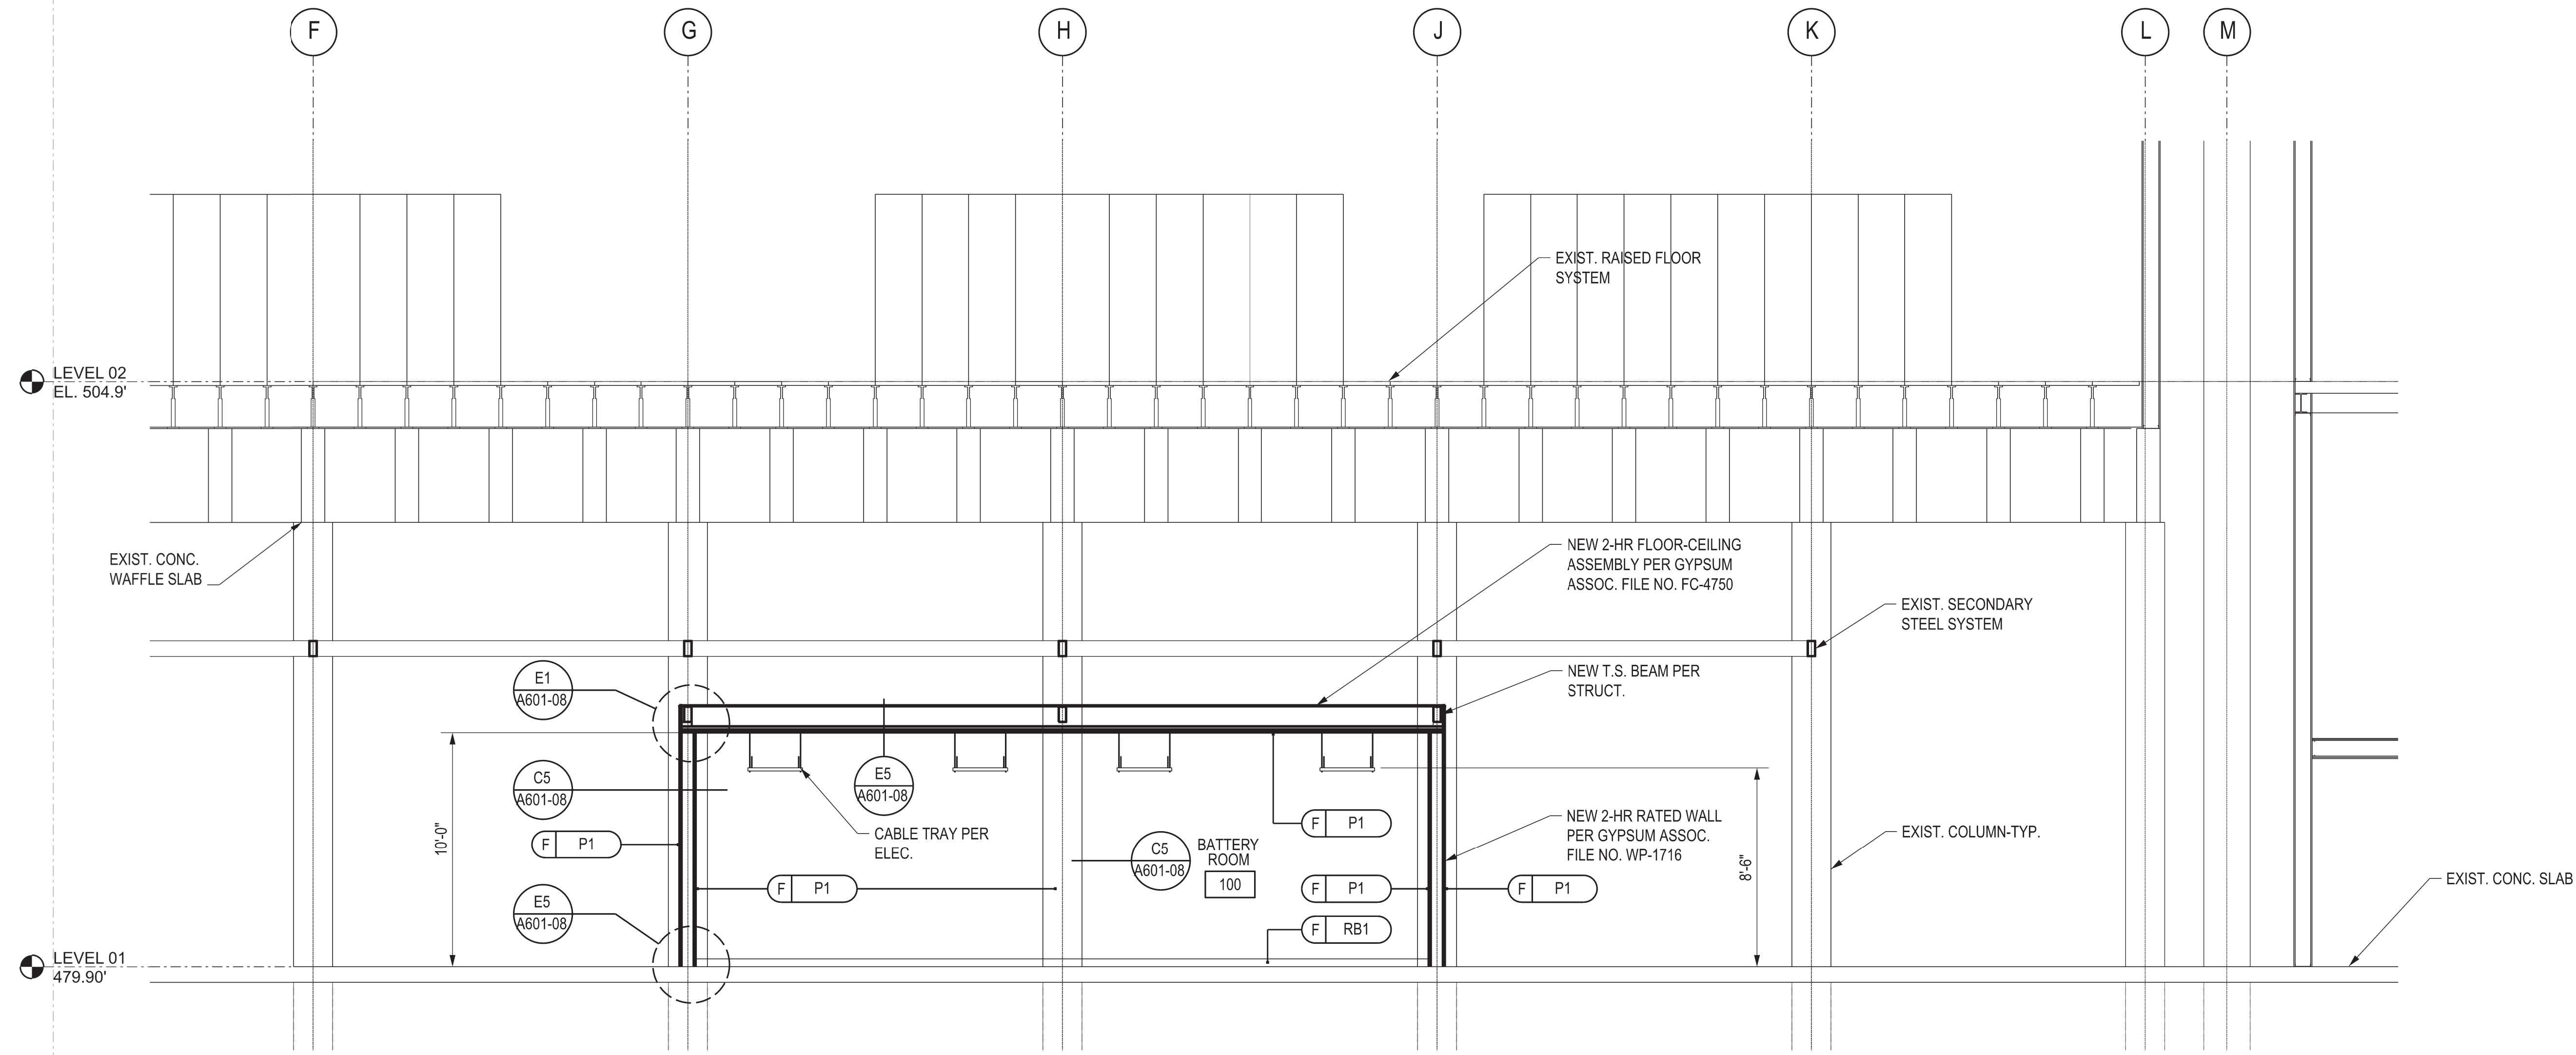 F
G
H
J
K
L
M
EXIST. RAISED FLOOR
SYSTEM
LEVEL 02
EL. 504.9'
EXIST. CONC.
WAFFLE SLAB
NEW 2-HR FLOOR-CEILING
ASSEMBLY PER GYPSUM
ASSOC. FILE NO. FC-4750
EXIST. SECONDARY
STEEL SYSTEM
NEW T.S. BEAM PER
STRUCT.
E1
A601-08
C5
A601-08
E5
A601-08
10'-0"
F P1
CABLE TRAY PER
ELEC.
F P1
NEW 2-HR RATED WALL
PER GYPSUM ASSOC.
FILE NO. WP-1716
EXIST. COLUMN-TYP.
8'-6"
C5
A601-08
BATTERY
ROOM
100
F P1
F P1
F P1
EXIST. CONC. SLAB
E5
A601-08
F RB1
LEVEL 01
479.90'